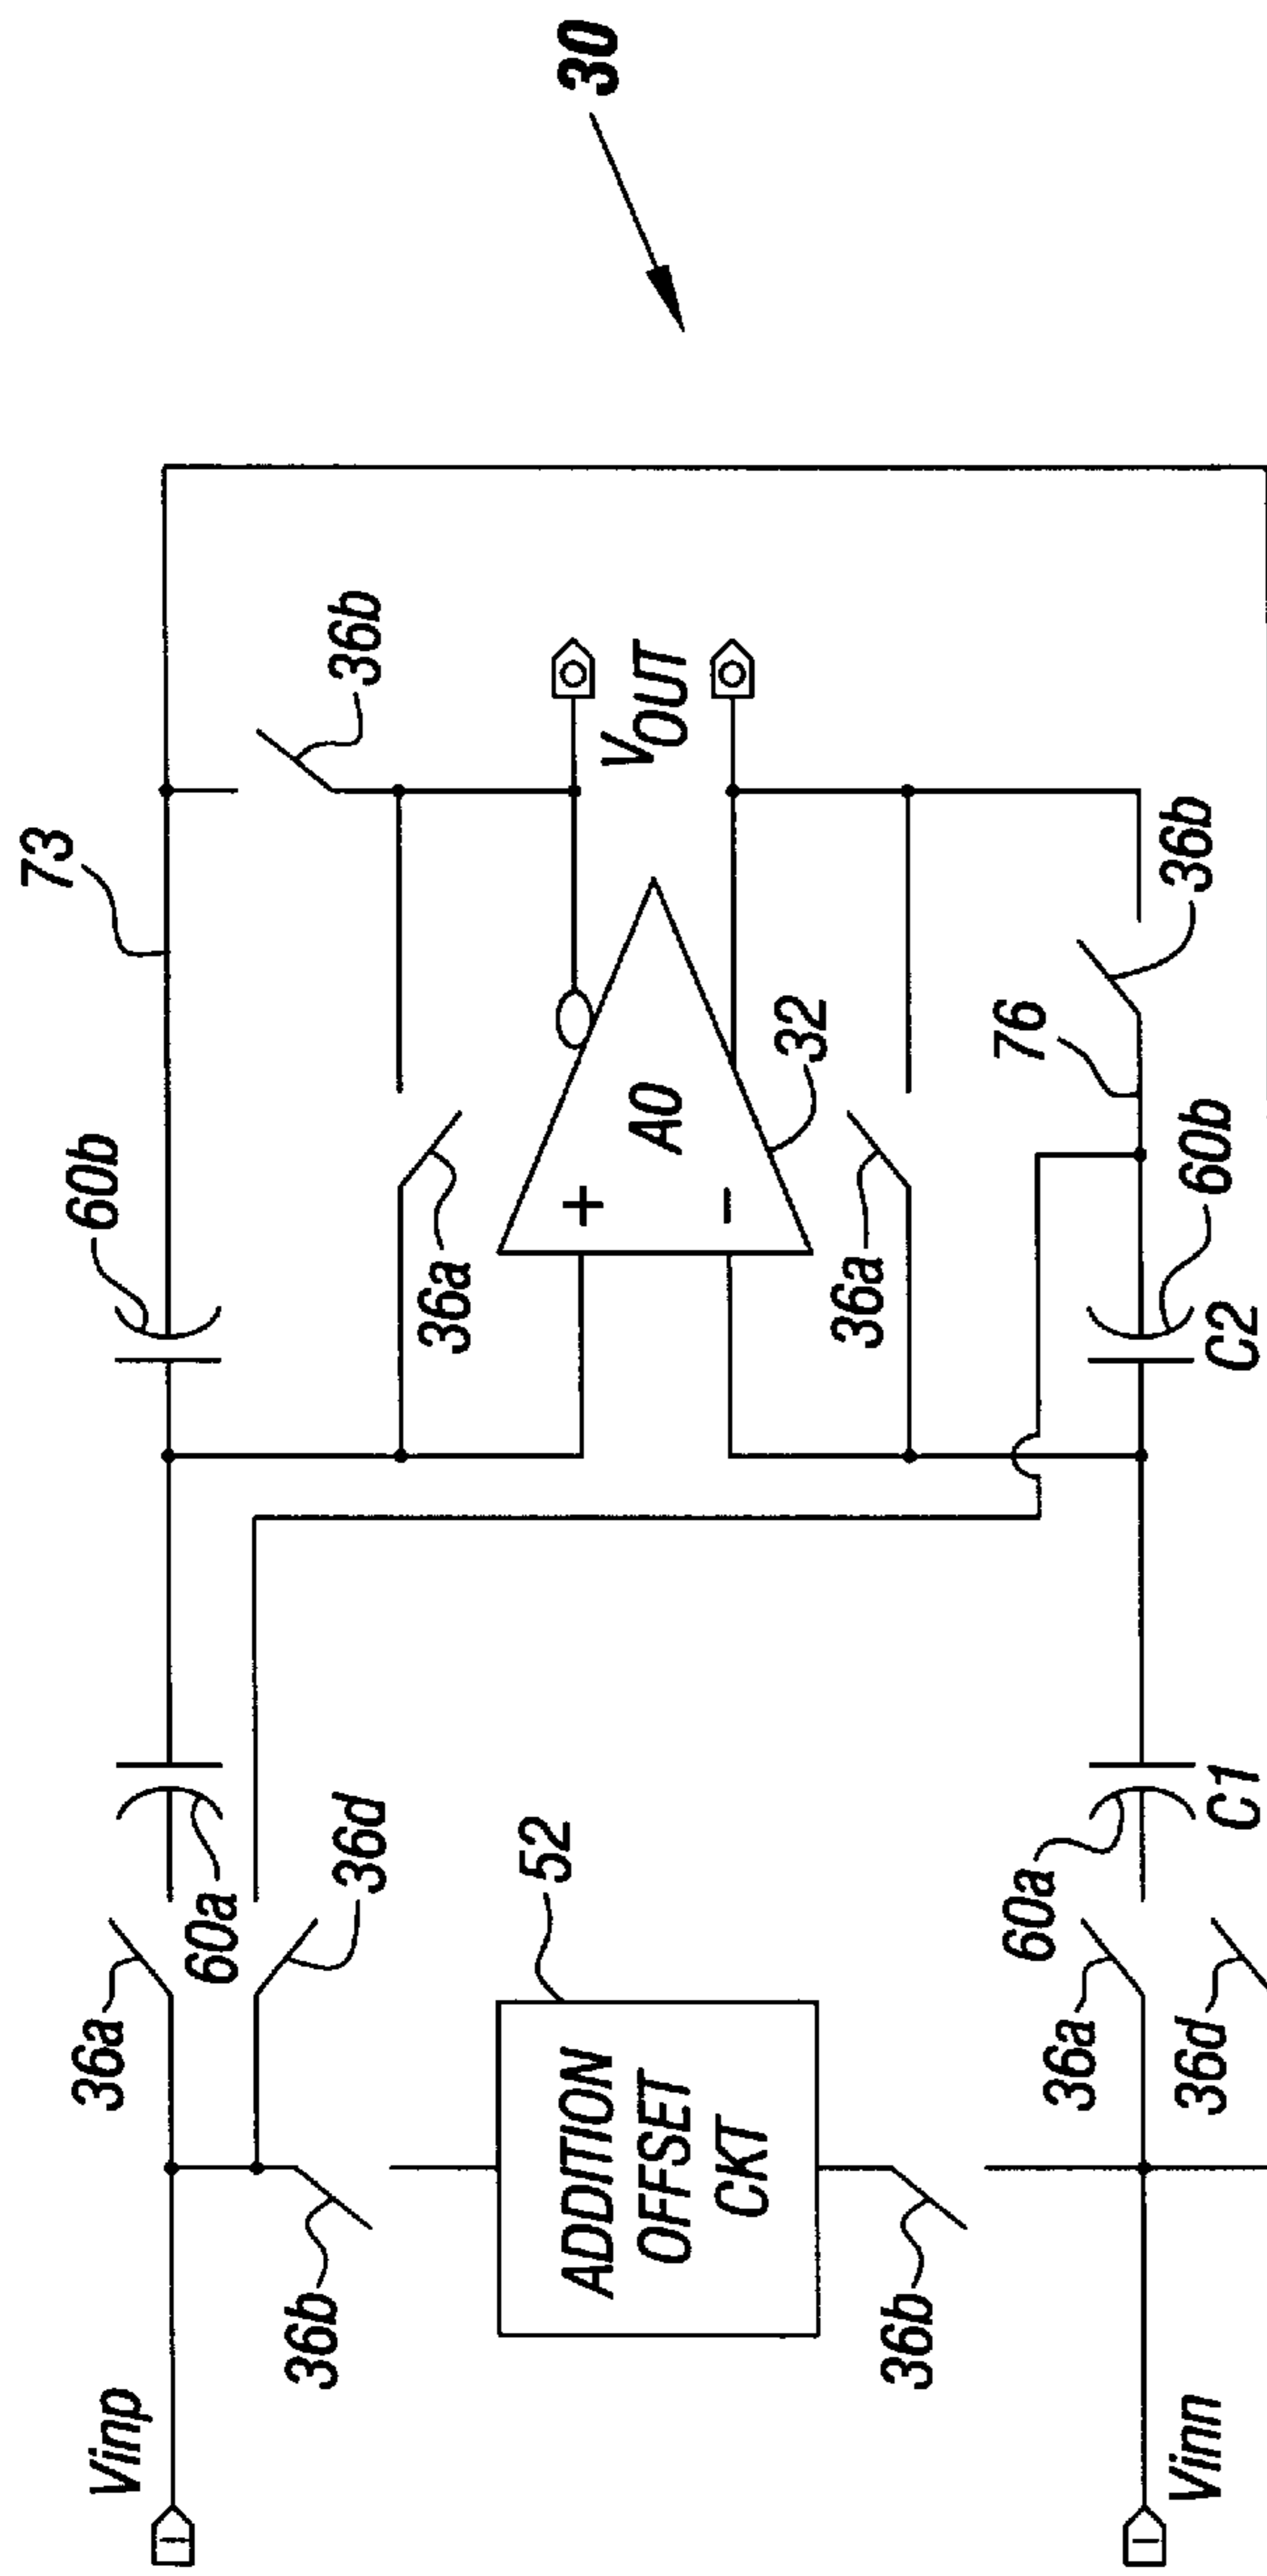 30
73
60b
36b
36a
A0
+
-
32
VOUT
36a
76
36b
60b
C2
36a
60a
36d
52
ADDITION
OFFSET
CKT
36b
36b
Vinp
60a
C1
36a
36d
Vinn